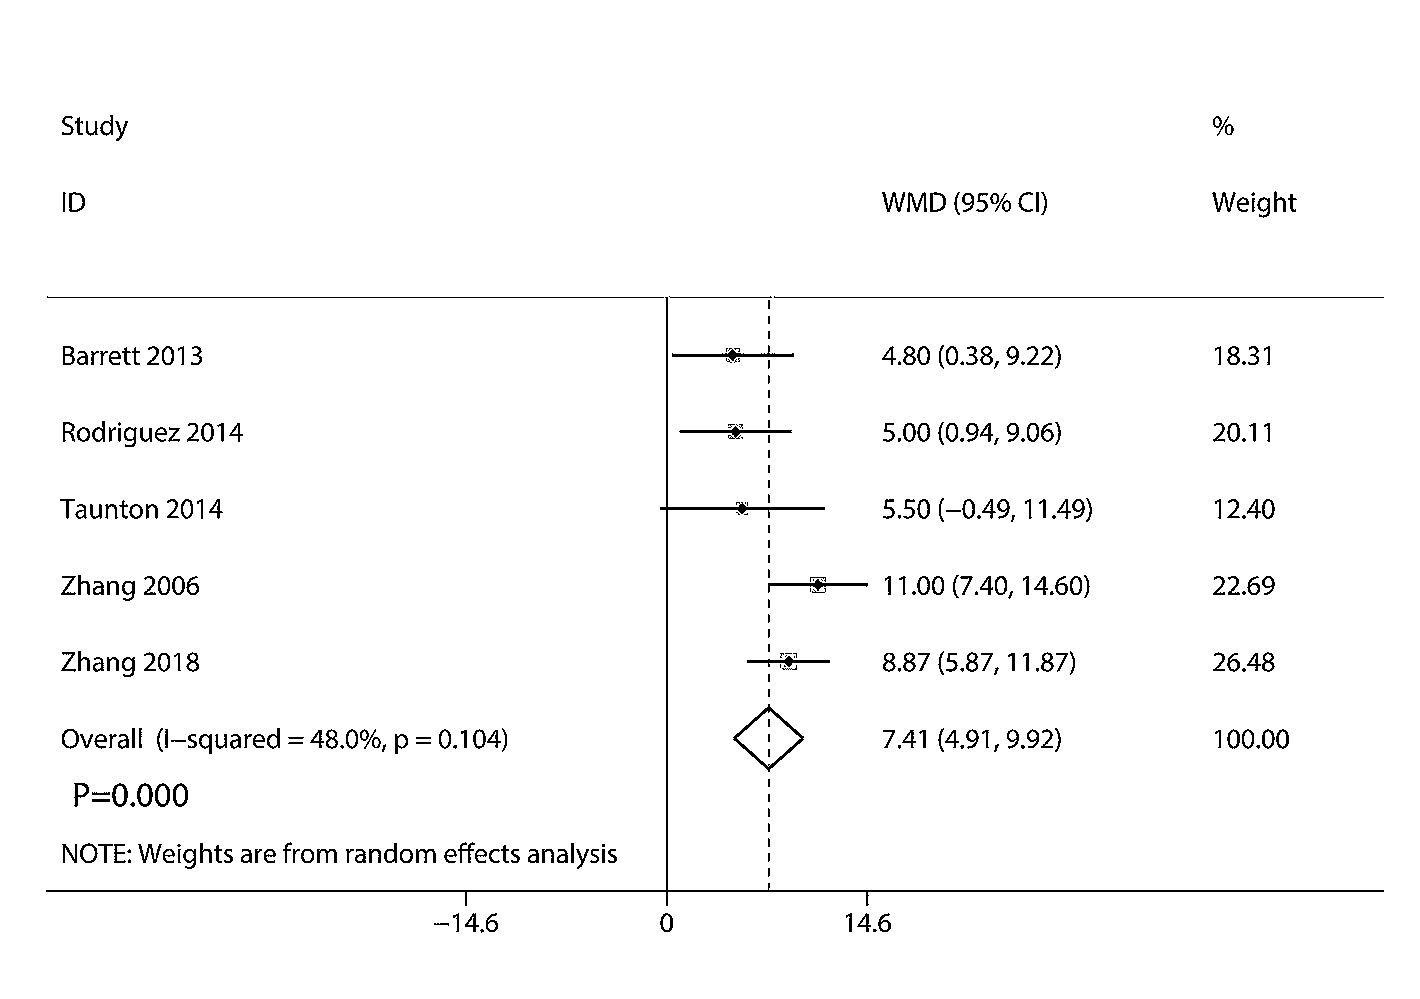 Study %
ID WMD (95% CI) Weight
Barrett 2013 4.80 (0.38, 9.22) 18.31
Rodriguez 2014 5.00 (0.94, 9.06) 20.11
Taunton 2014 5.50 (−0.49, 11.49) 12.40
Zhang 2006 11.00 (7.40, 14.60) 22.69
Zhang 2018 8.87 (5.87, 11.87) 26.48
Overall (I−squared = 48.0%, p = 0.104) 7.41 (4.91, 9.92) 100.00
P=0.000
NOTE: Weights are from random effects analysis
−14.6 0 14.6